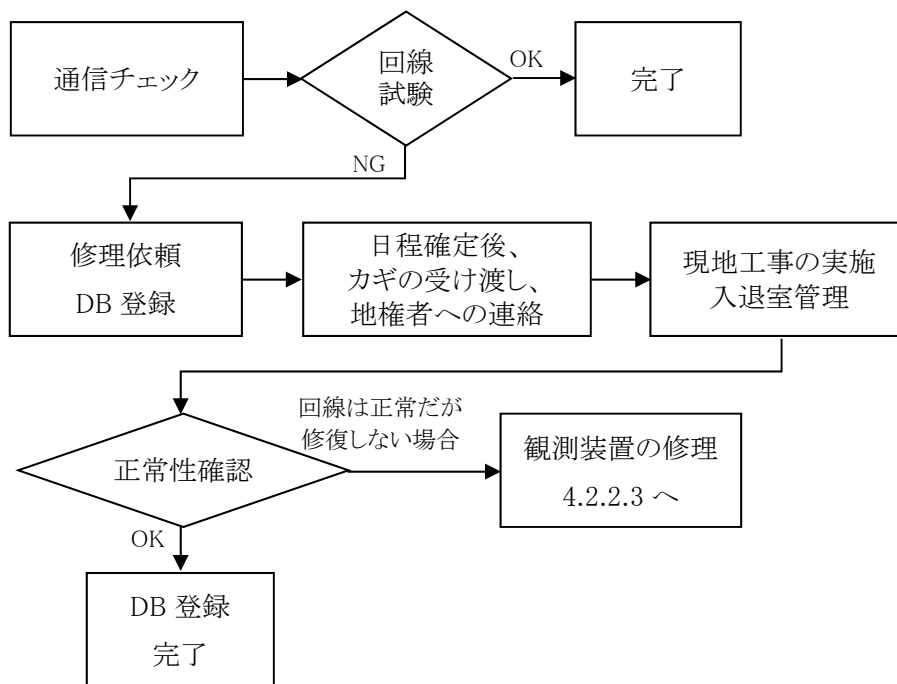 通信チェック
回線
試験
OK
完了
NG
修理依頼
DB 登録
日程確定後、
カギの受け渡し、
地権者への連絡
現地工事の実施
入退室管理
正常性確認
回線は正常だが
修復しない場合
観測装置の修理
4.2.2.3 へ
OK
DB 登録
完了